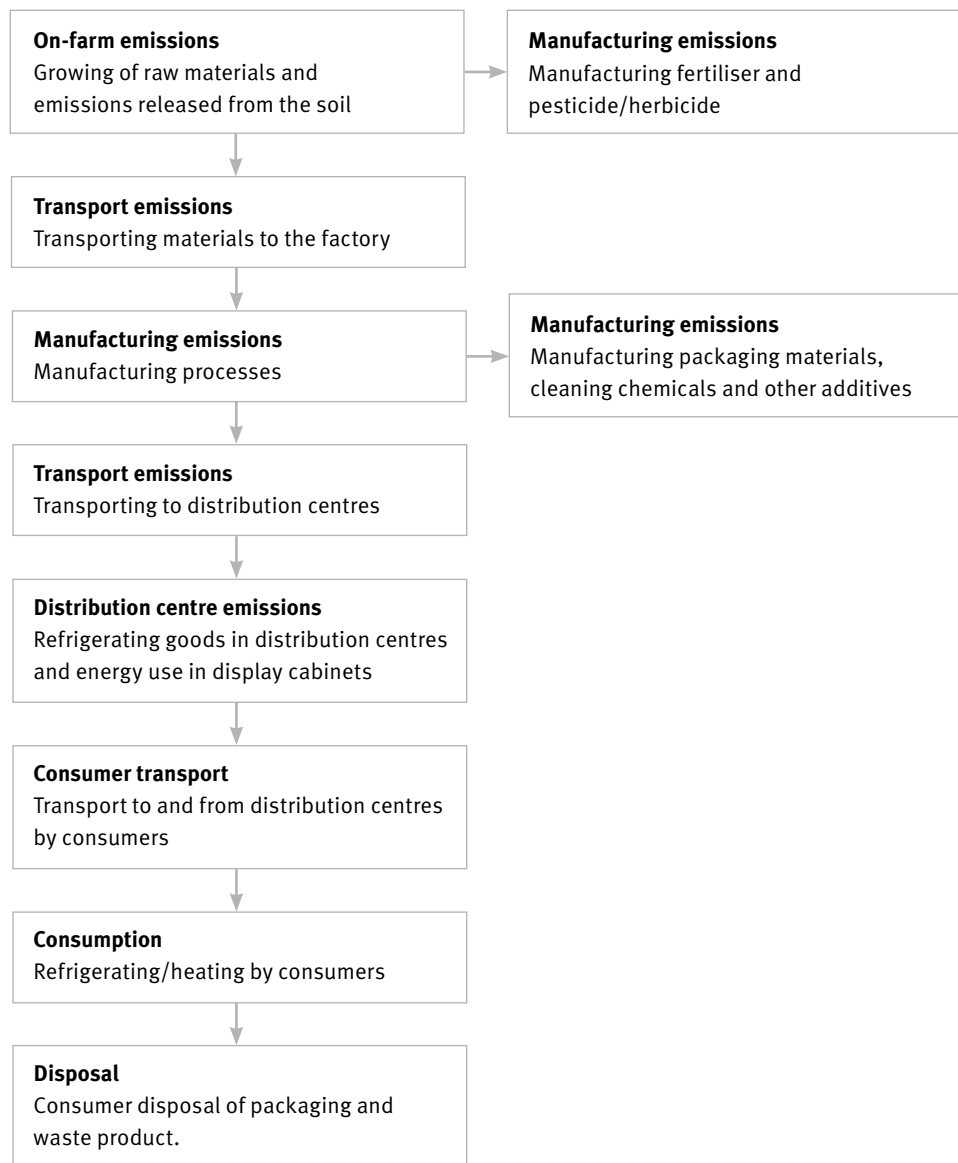 On-farm emissions
Growing of raw materials and
emissions released from the soil
Manufacturing emissions
Manufacturing fertiliser and
pesticide/herbicide
Transport emissions
Transporting materials to the factory
Manufacturing emissions
Manufacturing processes
Manufacturing emissions
Manufacturing packaging materials,
cleaning chemicals and other additives
Transport emissions
Transporting to distribution centres
Distribution centre emissions
Refrigerating goods in distribution centres
and energy use in display cabinets
Consumer transport
Transport to and from distribution centres
by consumers
Consumption
Refrigerating/heating by consumers
Disposal
Consumer disposal of packaging and
waste product.